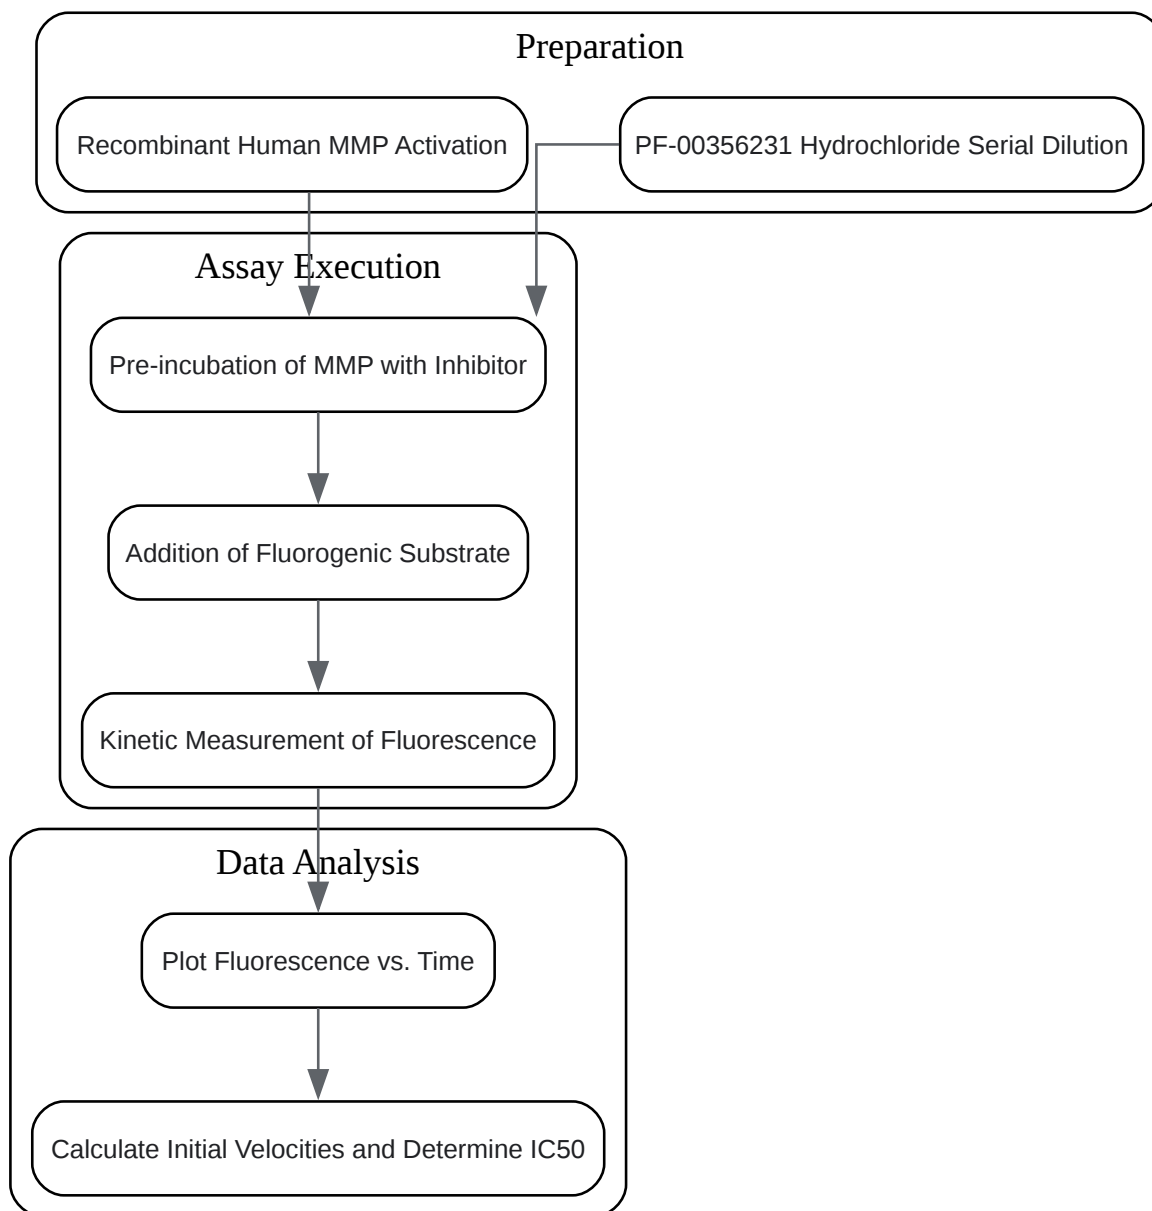 Preparation
Recombinant Human MMP Activation
PF-00356231 Hydrochloride Serial Dilution
Assay Execution
Pre-incubation of MMP with Inhibitor
Addition of Fluorogenic Substrate
Kinetic Measurement of Fluorescence
Data Analysis
Plot Fluorescence vs. Time
Calculate Initial Velocities and Determine IC50